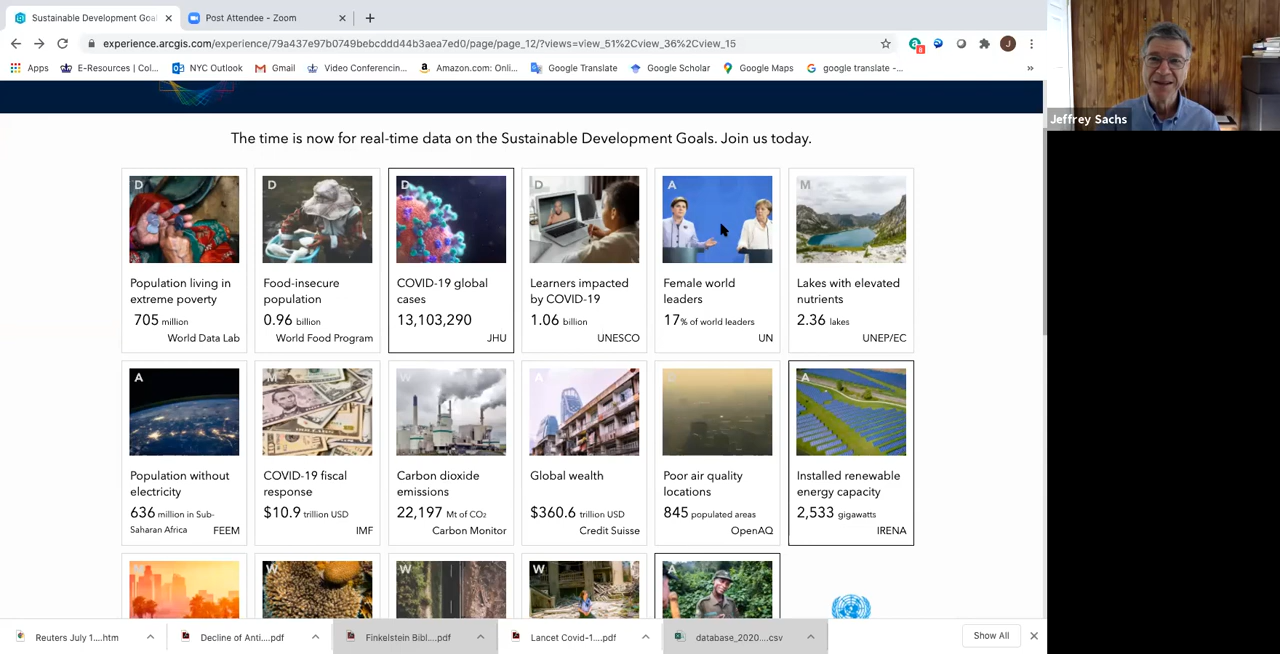 Sustainable Development Goa
Post Attendee - Zoom
experience.arcgis.com/experience/79a437e97b0749bebcddd44b3aea7ed0/page/page_12/?views=view_51%2Cview_36%2Cview_15
8
J
Apps
E-Resources | Col...
NYC Outlook
Gmail
Video Conferencin...
Amazon.com: Onli...
Google Translate
Google Scholar
Google Maps
google translate -...
»
Jeffrey Sachs
The time is now for real-time data on the Sustainable Development Goals. Join us today.
D
Population living in
extreme poverty
705 million
World Data Lab
D
Food-insecure
population
0.96 billion
World Food Program
D
COVID-19 global
cases
13,103,290
JHU
D
Learners impacted
by COVID-19
1.06 billion
UNESCO
A
Female world
leaders
17% of world leaders
UN
M
Lakes with elevated
nutrients
2.36 lakes
UNEP/EC
A
Population without
electricity
636 million in Sub-
Saharan Africa
FEEM
M
COVID-19 fiscal
response
$10.9 trillion USD
IMF
W
Carbon dioxide
emissions
22,197 Mt of CO₂
Carbon Monitor
A
Global wealth
$360.6 trillion USD
Credit Suisse
Poor air quality
locations
845 populated areas
OpenAQ
A
Installed renewable
energy capacity
2,533 gigawatts
IRENA
W
W
W
A
Reuters July 1....htm
Decline of Anti....pdf
Finkelstein Bibl....pdf
Lancet Covid-1....pdf
database_2020....csv
Show All